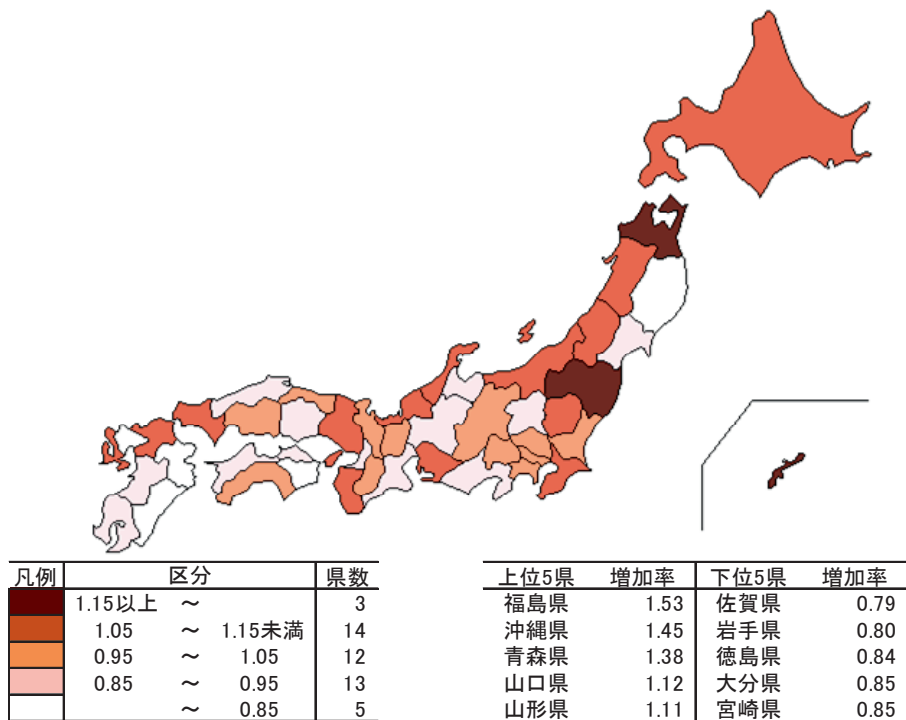 凡例 区分 県数
1.15以上 ～ 3
1.05 ～ 1.15未満 14
0.95 ～ 1.05 12
0.85 ～ 0.95 13
～ 0.85 5
上位5県 増加率 下位5県 増加率
福島県 1.53 佐賀県 0.79
沖縄県 1.45 岩手県 0.80
青森県 1.38 徳島県 0.84
山口県 1.12 大分県 0.85
山形県 1.11 宮崎県 0.85